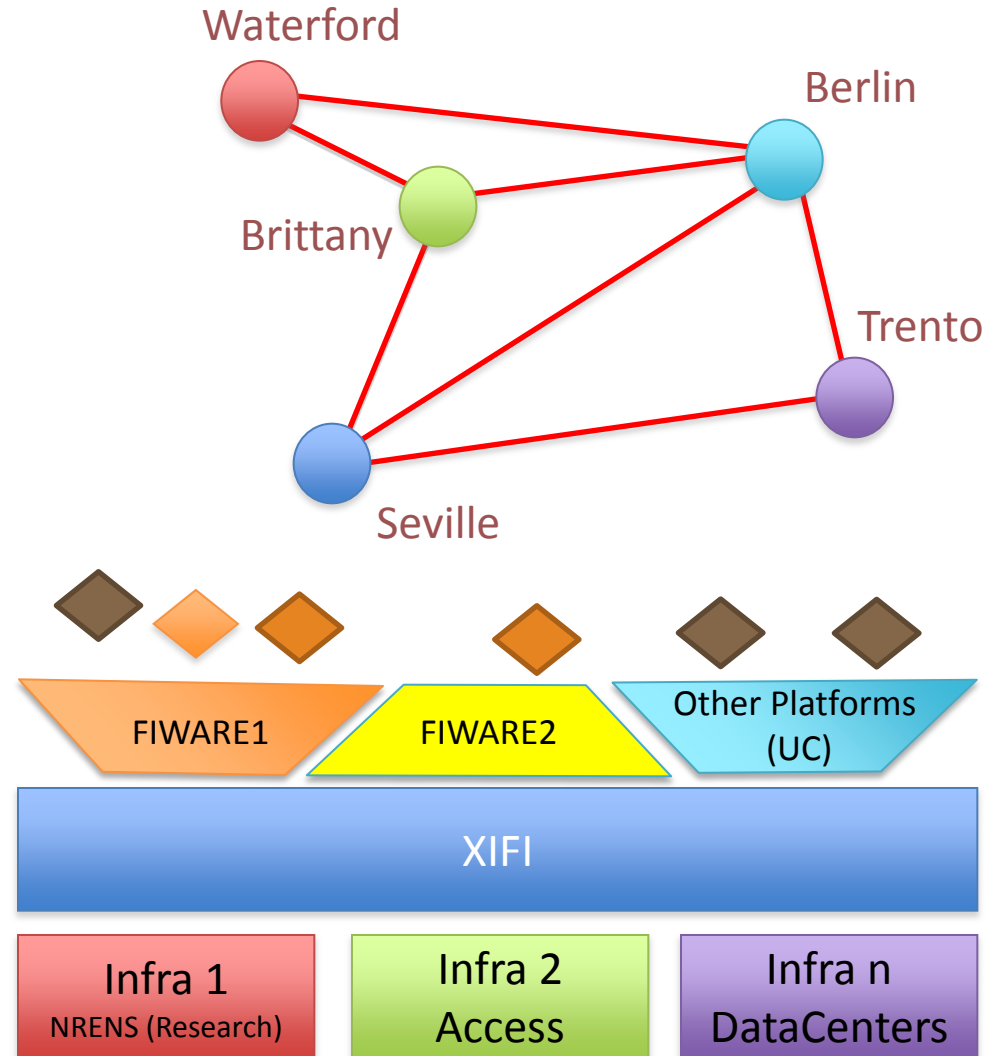 Waterford
Berlin
Brittany
Trento
Seville
FIWARE1
FIWARE2
Other Platforms
(UC)
XIFI
Infra 1
NRENS (Research)
Infra 2
Access
Infra n
DataCenters